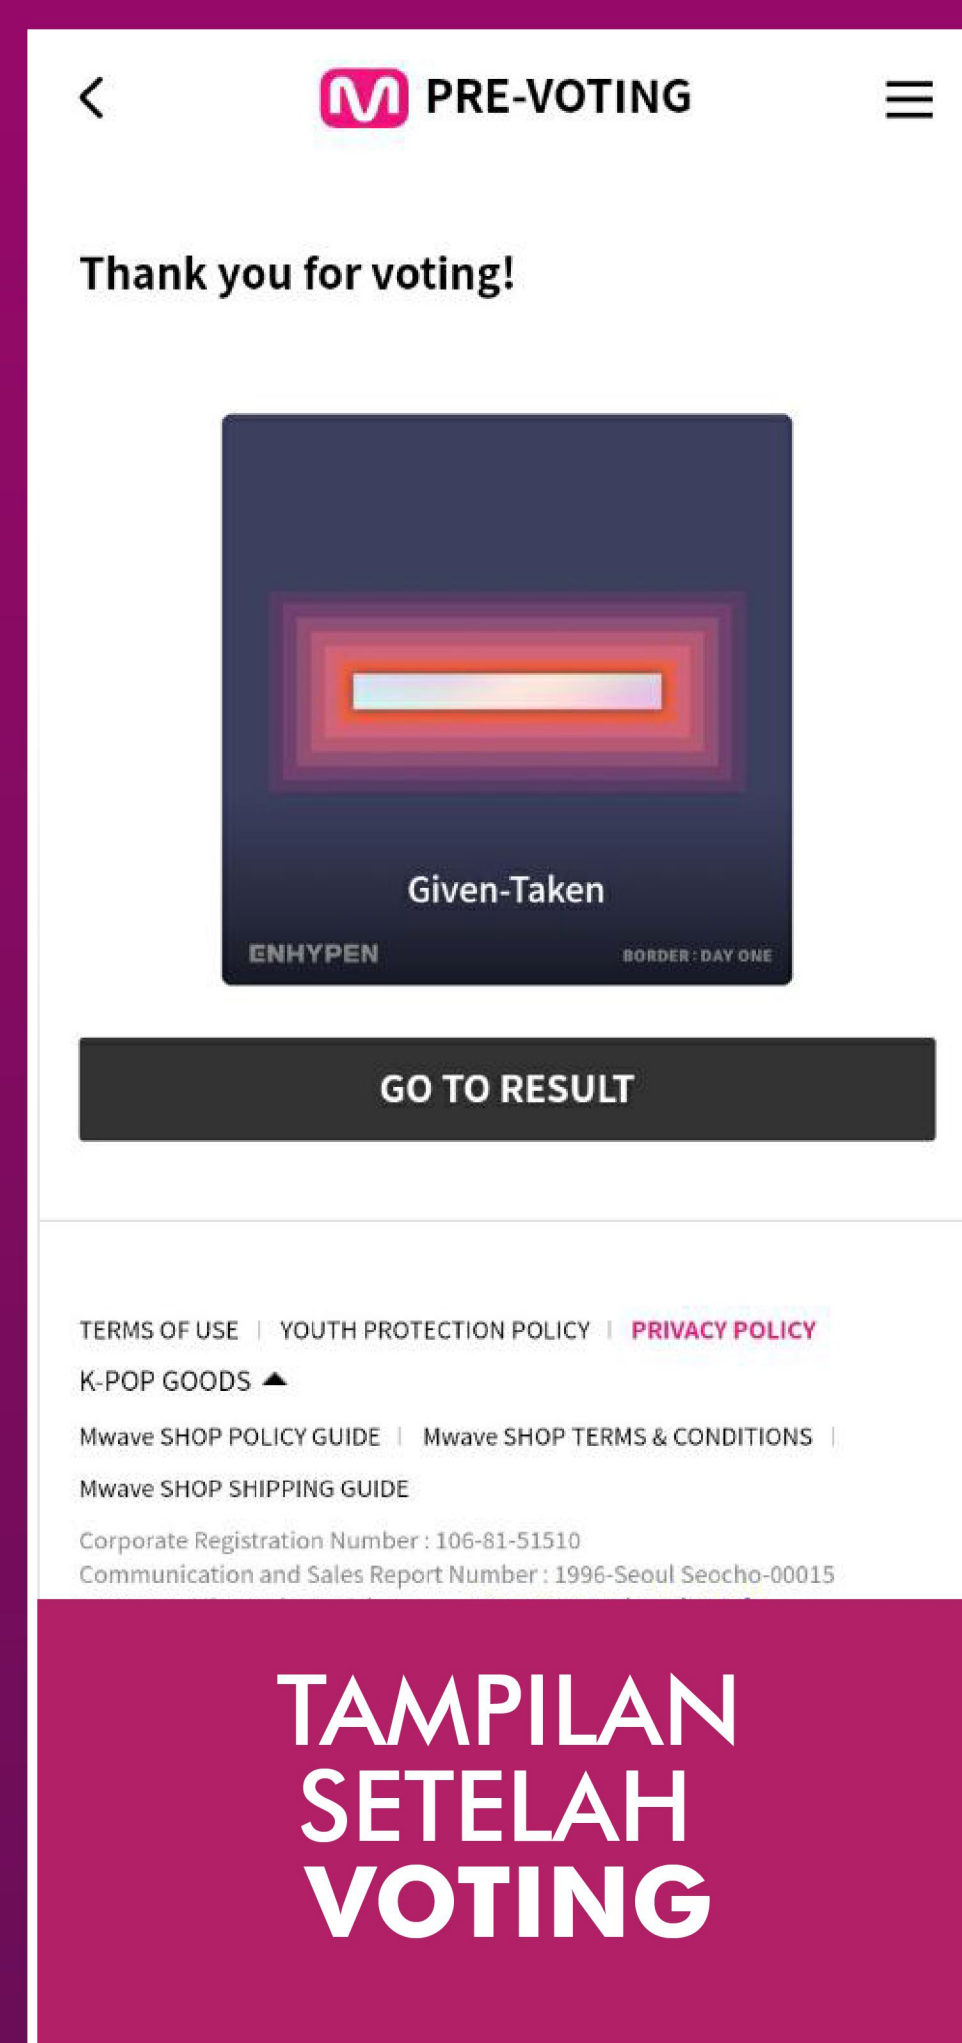 M PRE-VOTING
Thank you for voting!
Given-Taken
ENHYPEN BORDER : DAY ONE
GO TO RESULT
TERMS OF USE | YOUTH PROTECTION POLICY | PRIVACY POLICY
K-POP GOODS ▲
Mwave SHOP POLICY GUIDE | Mwave SHOP TERMS & CONDITIONS |
Mwave SHOP SHIPPING GUIDE
Corporate Registration Number : 106-81-51510
Communication and Sales Report Number : 1996-Seoul Seocho-00015
TAMPILAN
SETELAH
VOTING